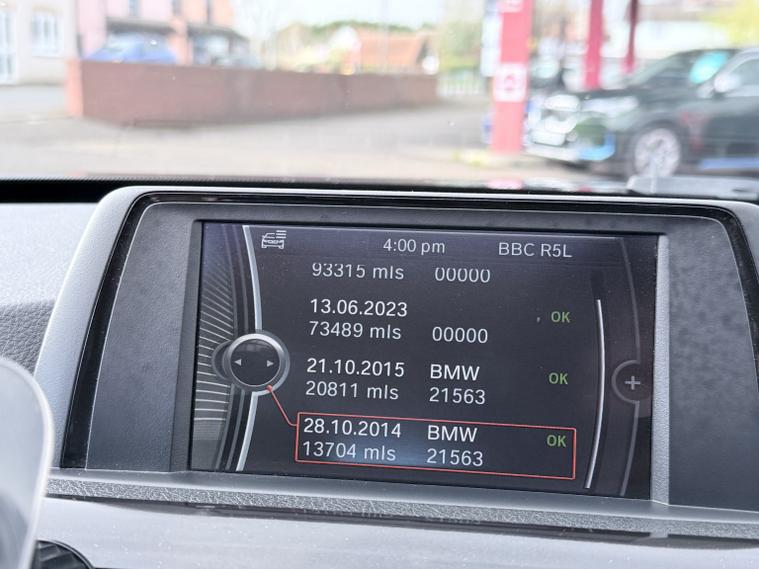 4:00 pm BBC R5L
93315 mls 00000
13.06.2023 OK
73489 mls 00000
21.10.2015 BMW OK
20811 mls 21563
28.10.2014 BMW OK
13704 mls 21563